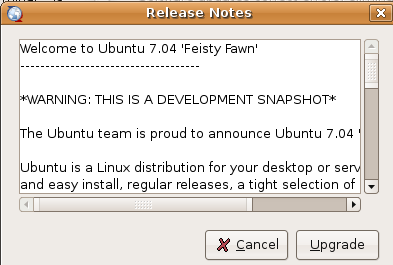 Release Notes
Welcome to Ubuntu 7.04 'Feisty Fawn'
------------------------------------
*WARNING: THIS IS A DEVELOPMENT SNAPSHOT*
The Ubuntu team is proud to announce Ubuntu 7.04 '
Ubuntu is a Linux distribution for your desktop or serv
and easy install, regular releases, a tight selection of
Cancel
Upgrade